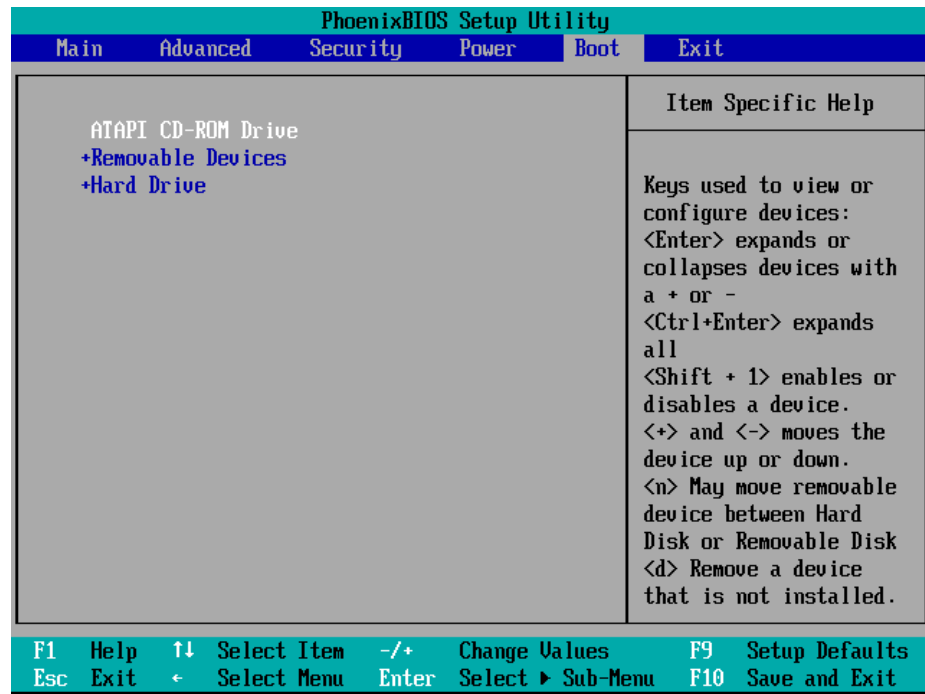 PhoenixBIOS Setup Utility
Main Advanced Security Power Boot Exit
ATAPI CD-ROM Drive
+Removable Devices
+Hard Drive
Item Specific Help
Keys used to view or
configure devices:
<Enter> expands or
collapses devices with
a + or -
<Ctrl+Enter> expands
all
<Shift + 1> enables or
disables a device.
<+> and <-> moves the
device up or down.
<n> May move removable
device between Hard
Disk or Removable Disk
<d> Remove a device
that is not installed.
F1 Help ↑↓ Select Item -/+ Change Values F9 Setup Defaults
Esc Exit ← Select Menu Enter Select ▶ Sub-Menu F10 Save and Exit